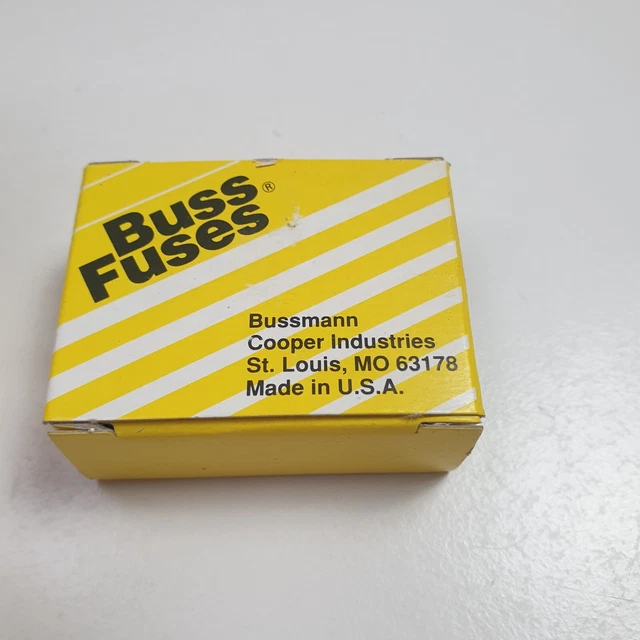 Buss®
Fuses
Bussmann
Cooper Industries
St. Louis, MO 63178
Made in U.S.A.